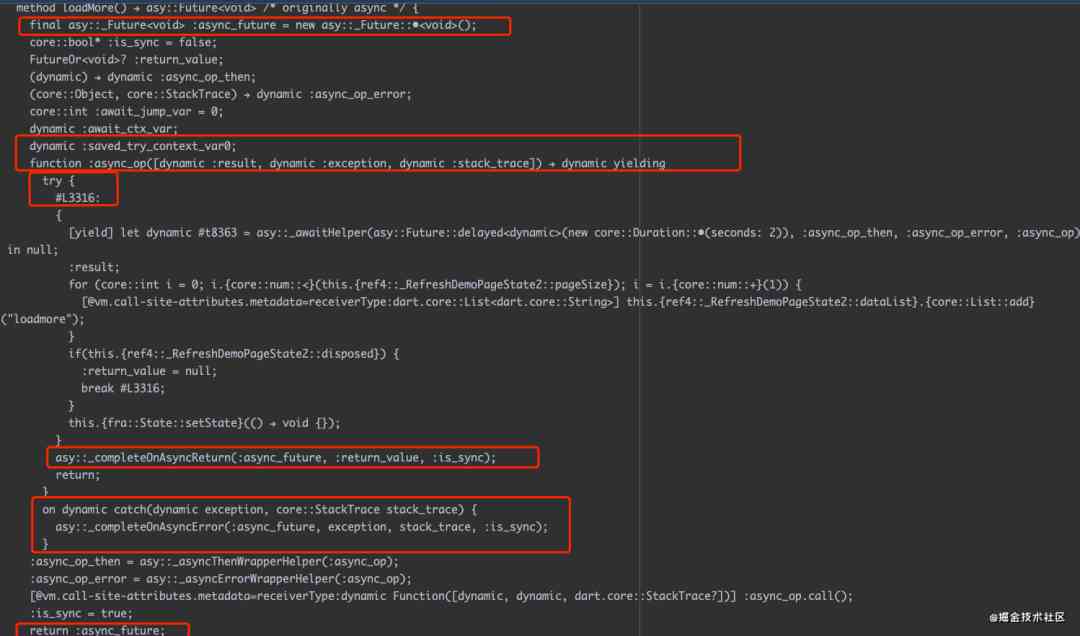 method loadMore() → asy::Future<void> /* originally async */ {
final asy::_Future<void> :async_future = new asy::_Future::•<void>();
core::bool* :is_sync = false;
FutureOr<void>? :return_value;
(dynamic) → dynamic :async_op_then;
(core::Object, core::StackTrace) → dynamic :async_op_error;
core::int :await_jump_var = 0;
dynamic :await_ctx_var;
dynamic :saved_try_context_var0;
function :async_op([dynamic :result, dynamic :exception, dynamic :stack_trace]) → dynamic yielding
try {
#L3316:
{
[yield] let dynamic #t8363 = asy::_awaitHelper(asy::Future::delayed<dynamic>(new core::Duration::•(seconds: 2)), :async_op_then, :async_op_error, :async_op)
in null;
:result;
for (core::int i = 0; i.{core::num::<}(this.{ref4::_RefreshDemoPageState2::pageSize}); i = i.{core::num::+}(1)) {
[@vm.call-site-attributes.metadata=receiverType:dart.core::List<dart.core::String>] this.{ref4::_RefreshDemoPageState2::dataList}.{core::List::add}
("loadmore");
}
if(this.{ref4::_RefreshDemoPageState2::disposed}) {
:return_value = null;
break #L3316;
}
this.{fra::State::setState}(() → void {});
}
asy::_completeOnAsyncReturn(:async_future, :return_value, :is_sync);
return;
}
on dynamic catch(dynamic exception, core::StackTrace stack_trace) {
asy::_completeOnAsyncError(:async_future, exception, stack_trace, :is_sync);
}
:async_op_then = asy::_asyncThenWrapperHelper(:async_op);
:async_op_error = asy::_asyncErrorWrapperHelper(:async_op);
[@vm.call-site-attributes.metadata=receiverType:dynamic Function([dynamic, dynamic, dart.core::StackTrace?])] :async_op.call();
:is_sync = true;
return :async_future;
@掘金技术社区